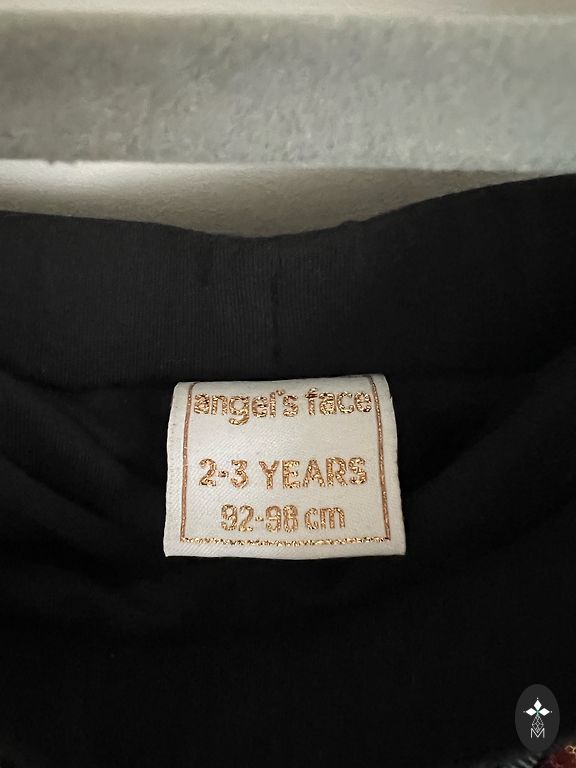 angel's face
2-3 YEARS
92-98 cm
M